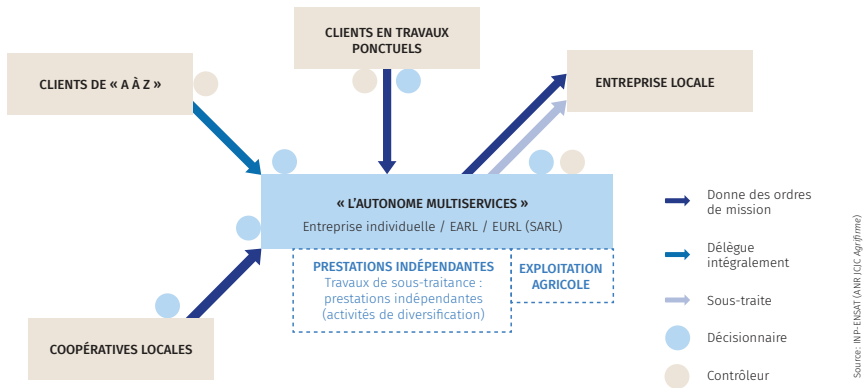 CLIENTS EN TRAVAUX
PONCTUELS
CLIENTS DE « A À Z »
ENTREPRISE LOCALE
« L'AUTONOME MULTISERVICES »
Entreprise individuelle / EARL / EURL (SARL)
PRESTATIONS INDÉPENDANTES
Travaux de sous-traitance :
prestations indépendantes
(activités de diversification)
EXPLOITATION
AGRICOLE
COOPÉRATIVES LOCALES
Donne des ordres
de mission
Délègue
intégralement
Sous-traite
Décisionnaire
Contrôleur
Source: INP-ENSAT (ANR JCJC Agrifirme)